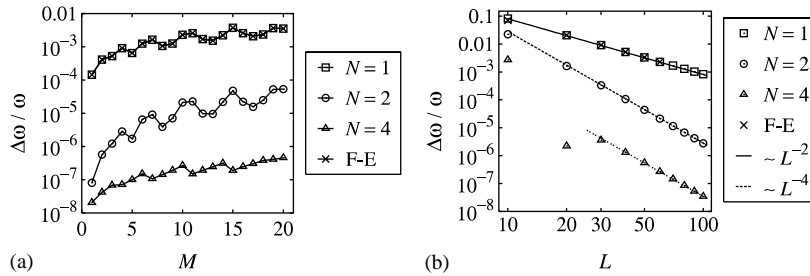 0.01
10⁻³
10⁻⁴
10⁻⁵
10⁻⁶
10⁻⁷
10⁻⁸
Δω / ω
0 5 10 15 20
M
(a)
N = 1
N = 2
N = 4
F-E
0.1
0.01
10⁻³
10⁻⁴
10⁻⁵
10⁻⁶
10⁻⁷
10⁻⁸
Δω / ω
10 20 30 50 100
L
(b)
N = 1
N = 2
N = 4
F-E
~ L⁻²
~ L⁻⁴